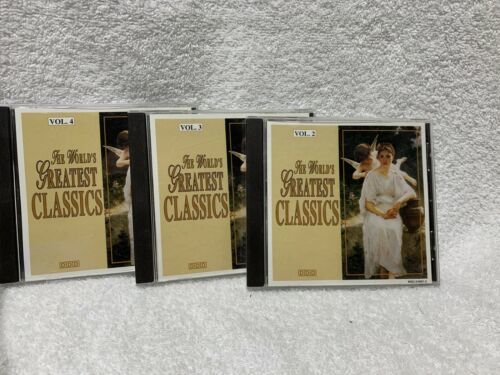 VOL. 4
THE WORLD'S
GREATEST
CLASSICS
VOL. 3
THE WORLD'S
GREATEST
CLASSICS
VOL. 2
THE WORLD'S
GREATEST
CLASSICS